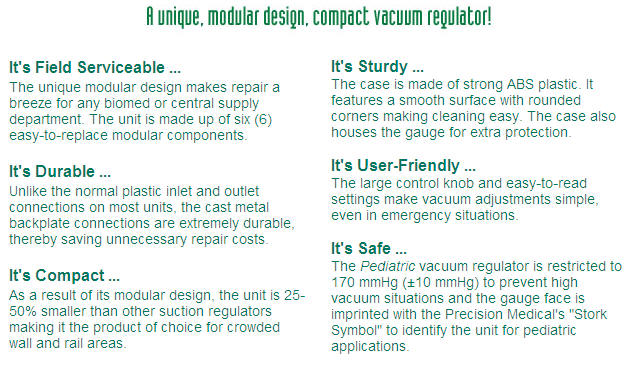 A unique, modular design, compact vacuum regulator!
It's Field Serviceable ...
The unique modular design makes repair a
breeze for any biomed or central supply
department. The unit is made up of six (6)
easy-to-replace modular components.
It's Durable ...
Unlike the normal plastic inlet and outlet
connections on most units, the cast metal
backplate connections are extremely durable,
thereby saving unnecessary repair costs.
It's Compact ...
As a result of its modular design, the unit is 25-
50% smaller than other suction regulators
making it the product of choice for crowded
wall and rail areas.
It's Sturdy ...
The case is made of strong ABS plastic. It
features a smooth surface with rounded
corners making cleaning easy. The case also
houses the gauge for extra protection.
It's User-Friendly ...
The large control knob and easy-to-read
settings make vacuum adjustments simple,
even in emergency situations.
It's Safe ...
The Pediatric vacuum regulator is restricted to
170 mmHg (±10 mmHg) to prevent high
vacuum situations and the gauge face is
imprinted with the Precision Medical's "Stork
Symbol" to identify the unit for pediatric
applications.